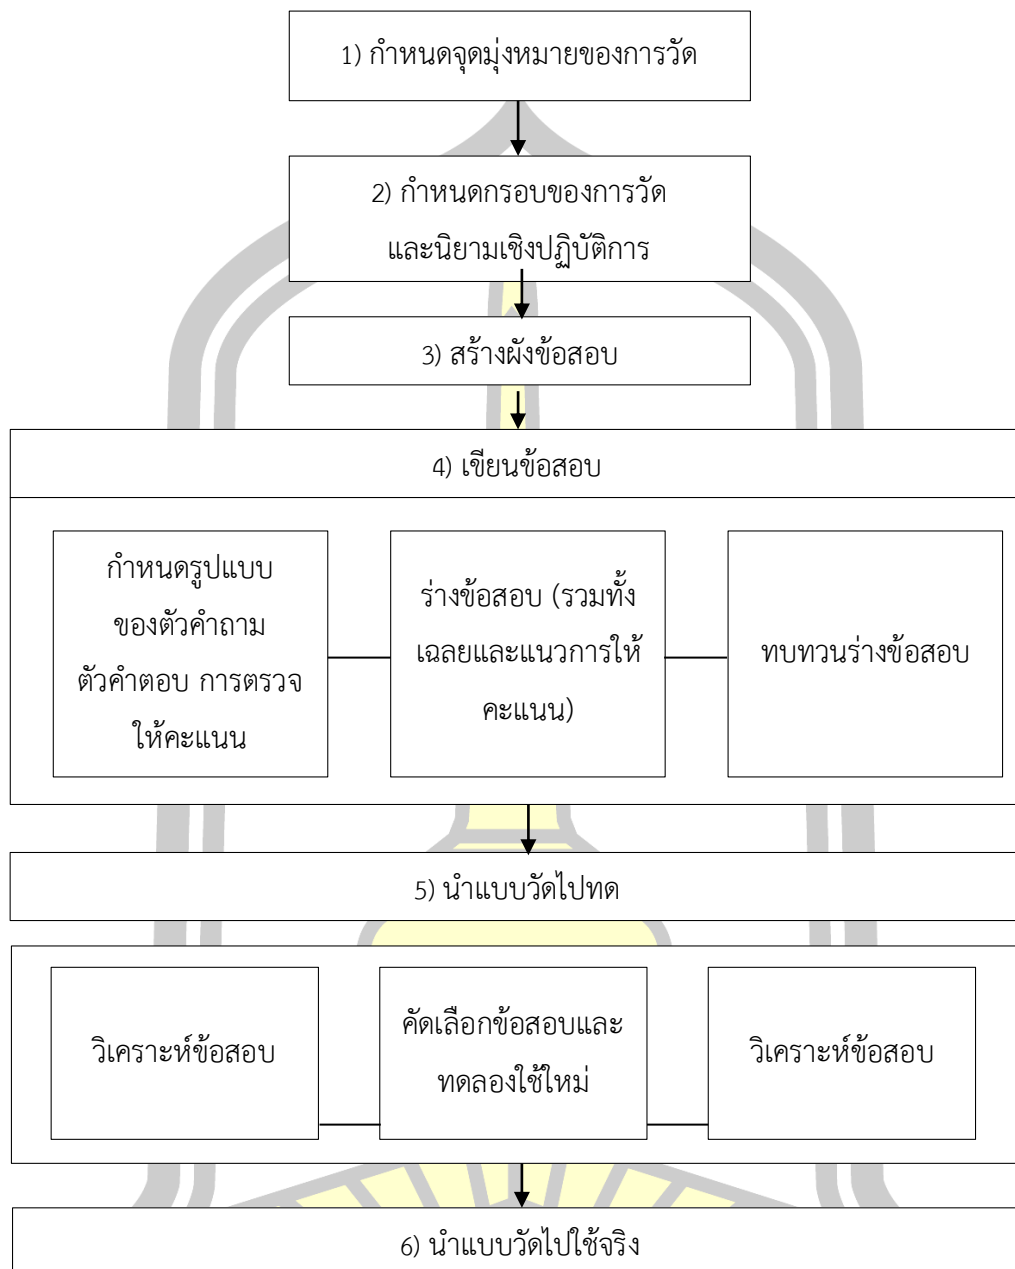 1) กำหนดจุดมุ่งหมายของการวัด
2) กำหนดกรอบของการวัด
และนิยามเชิงปฏิบัติการ
3) สร้างผังข้อสอบ
4) เขียนข้อสอบ
กำหนดรูปแบบ
ของตัวคำถาม
ตัวคำตอบ การตรวจ
ให้คะแนน
ร่างข้อสอบ (รวมทั้ง
เฉลยและแนวการให้
คะแนน)
ทบทวนร่างข้อสอบ
5) นำแบบวัดไปทด
วิเคราะห์ข้อสอบ
คัดเลือกข้อสอบและ
ทดลองใช้ใหม่
วิเคราะห์ข้อสอบ
6) นำแบบวัดไปใช้จริง